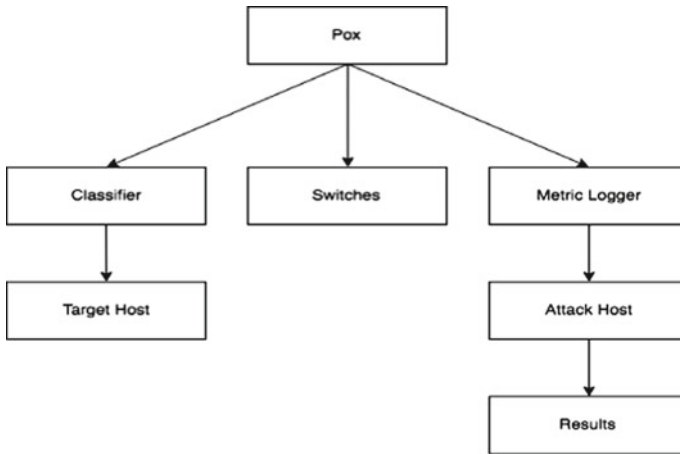 Pox
Classifier
Switches
Metric Logger
Target Host
Attack Host
Results